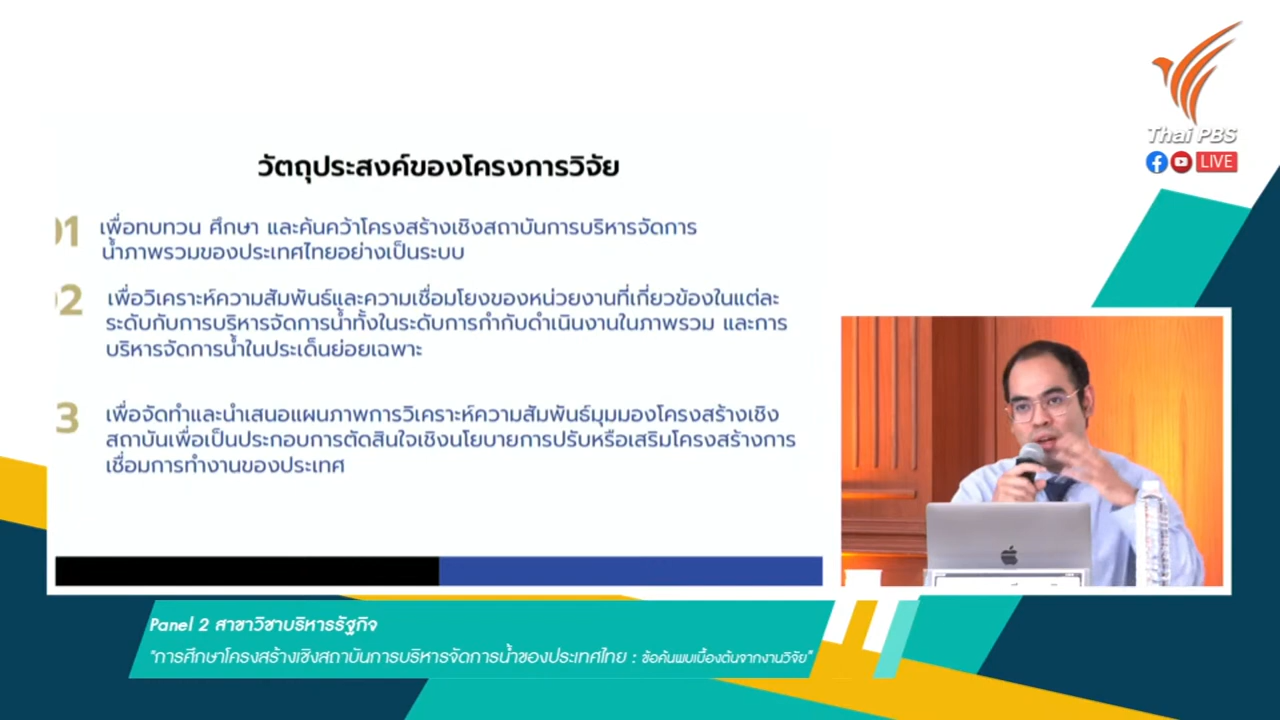 Thai PBS
LIVE
วัตถุประสงค์ของโครงการวิจัย
01
เพื่อทบทวน ศึกษา และค้นคว้าโครงสร้างเชิงสถาบันการบริหารจัดการ
น้ำภาพรวมของประเทศไทยอย่างเป็นระบบ
02
เพื่อวิเคราะห์ความสัมพันธ์และความเชื่อมโยงของหน่วยงานที่เกี่ยวข้องในแต่ละ
ระดับกับการบริหารจัดการน้ำทั้งในระดับการกำกับดำเนินงานในภาพรวม และการ
บริหารจัดการน้ำในประเด็นย่อยเฉพาะ
3
เพื่อจัดทำและนำเสนอแผนภาพการวิเคราะห์ความสัมพันธ์มุมมองโครงสร้างเชิง
สถาบันเพื่อเป็นประกอบการตัดสินใจเชิงนโยบายการปรับหรือเสริมโครงสร้างการ
เชื่อมการทำงานของประเทศ
Panel 2 สาขาวิชาบริหารรัฐกิจ
"การศึกษาโครงสร้างเชิงสถาบันการบริหารจัดการน้ำของประเทศไทย : ข้อค้นพบเบื้องต้นจากงานวิจัย"